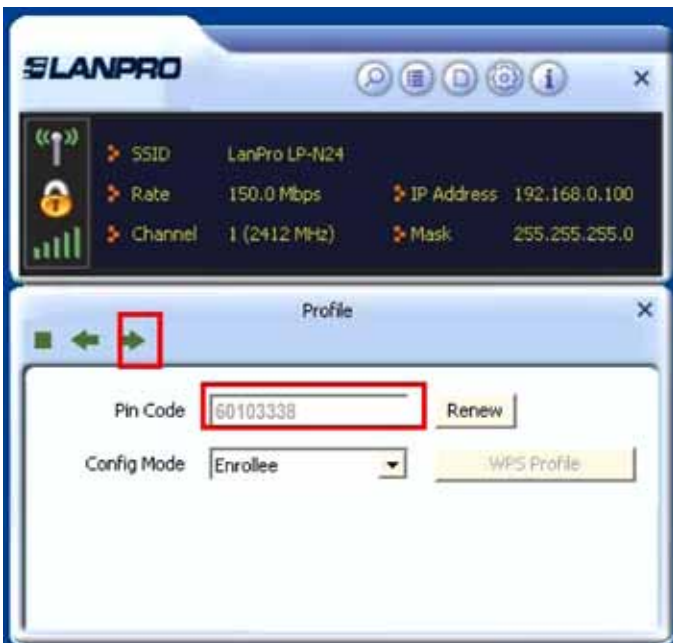 LANPRO
SSID LanPro LP-N24
Rate 150.0 Mbps IP Address 192.168.0.100
Channel 1 (2412 MHz) Mask 255.255.255.0
Profile
Pin Code 60103338 Renew
Config Mode Enrollee WPS Profile